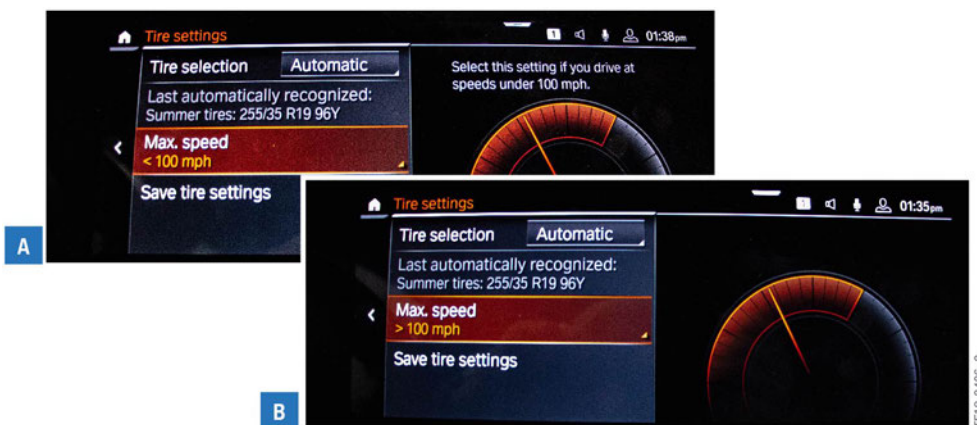 Tire settings
1
01:38pm
Tire selection
Automatic
Last automatically recognized:
Summer tires: 255/35 R19 96Y
Max. speed
< 100 mph
Save tire settings
Select this setting if you drive at
speeds under 100 mph.
A
Tire settings
1
01:35pm
Tire selection
Automatic
Last automatically recognized:
Summer tires: 255/35 R19 96Y
Max. speed
> 100 mph
Save tire settings
B